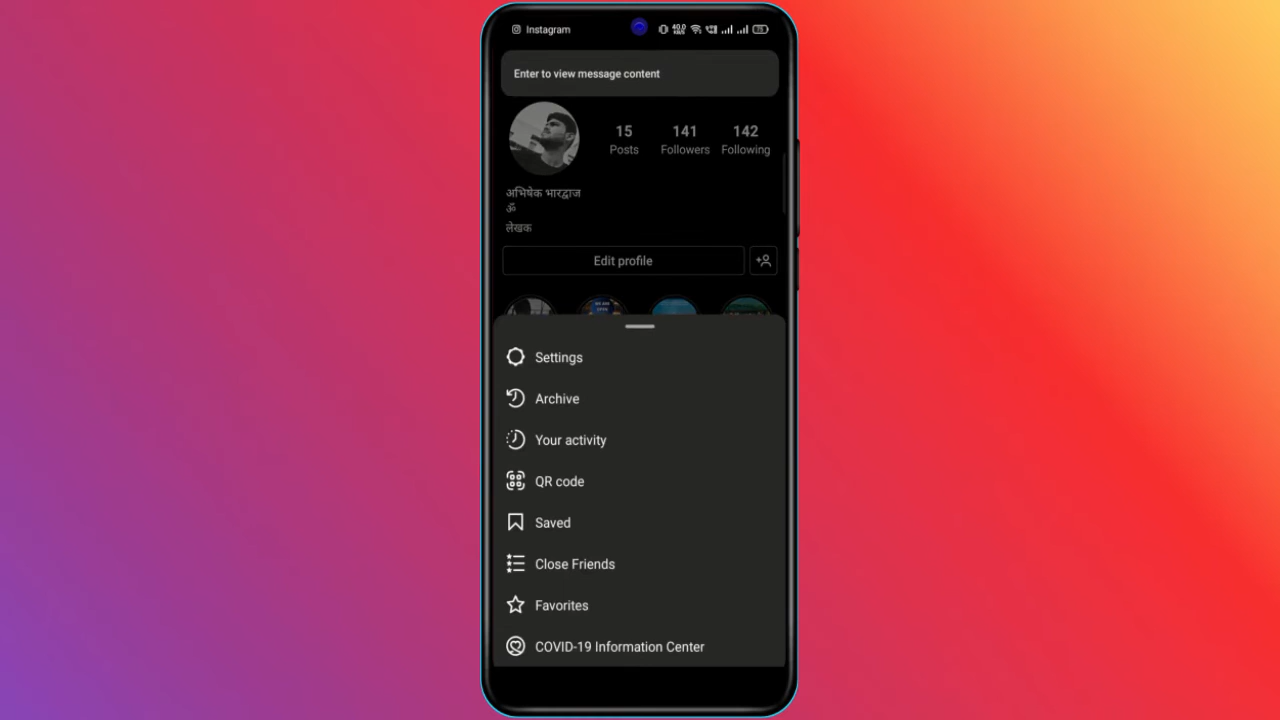 Instagram
Enter to view message content
15 141 142
Posts Followers Following
अभिषेक भारद्वाज
ॐ
लेखक
Edit profile
Settings
Archive
Your activity
QR code
Saved
Close Friends
Favorites
COVID-19 Information Center